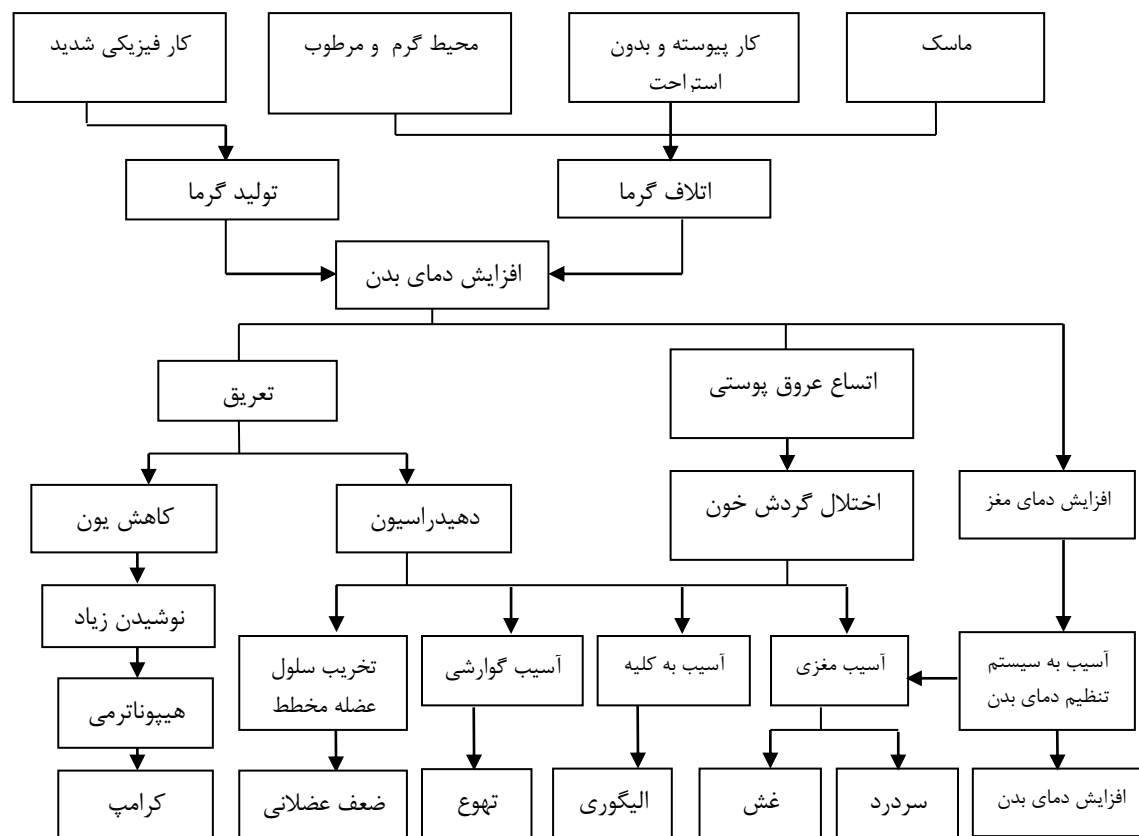 ماسک
کار پیوسته و بدون
استراحت
محیط گرم و مرطوب
کار فیزیکی شدید
اتلاف گرما
تولید گرما
افزایش دمای بدن
اتساع عروق پوستی
تعریق
افزایش دمای مغز
اختلال گردش خون
دهیدراسیون
کاهش یون
نوشیدن زیاد
آسیب به سیستم
تنظیم دمای بدن
آسیب مغزی
آسیب به کلیه
آسیب گوارشی
تخریب سلول
عضله مخطط
هیپوناترمی
افزایش دمای بدن
سردرد
غش
الیگوری
تهوع
ضعف عضلانی
کرامپ